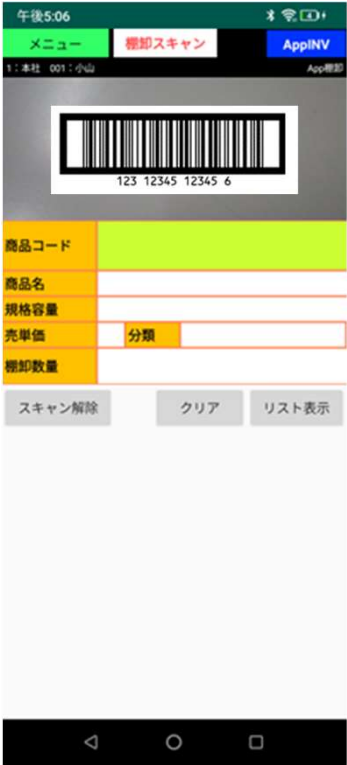 午後5:06
メニュー 棚卸スキャン AppINV
1：本社 001：小山 App棚卸
123 12345 12345 6
商品コード
商品名
規格容量
売単価 分類
棚卸数量
スキャン解除 クリア リスト表示